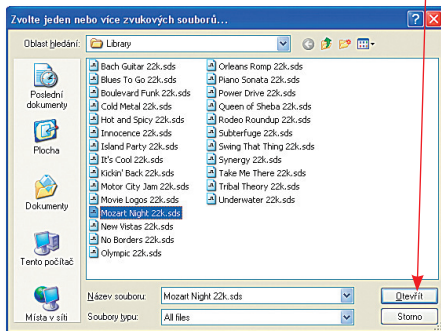 Zvolte jeden nebo více zvukových souborů...
Oblast hledání: Library
Poslední dokumenty
Plocha
Dokumenty
Tento počítač
Místa v síti
Bach Guitar 22k.sds
Blues To Go 22k.sds
Boulevard Funk 22k.sds
Cold Metal 22k.sds
Hot and Spicy 22k.sds
Innocence 22k.sds
Island Party 22k.sds
It's Cool 22k.sds
Kickin' Back 22k.sds
Motor City Jam 22k.sds
Movie Logos 22k.sds
Mozart Night 22k.sds
New Vistas 22k.sds
No Borders 22k.sds
Olympic 22k.sds
Orleans Romp 22k.sds
Piano Sonata 22k.sds
Power Drive 22k.sds
Queen of Sheba 22k.sds
Rodeo Roundup 22k.sds
Subterfuge 22k.sds
Swing That Thing 22k.sds
Synergy 22k.sds
Take Me There 22k.sds
Tribal Theory 22k.sds
Underwater 22k.sds
Název souboru: Mozart Night 22k.sds Otevřít
Soubory typu: All files Storno